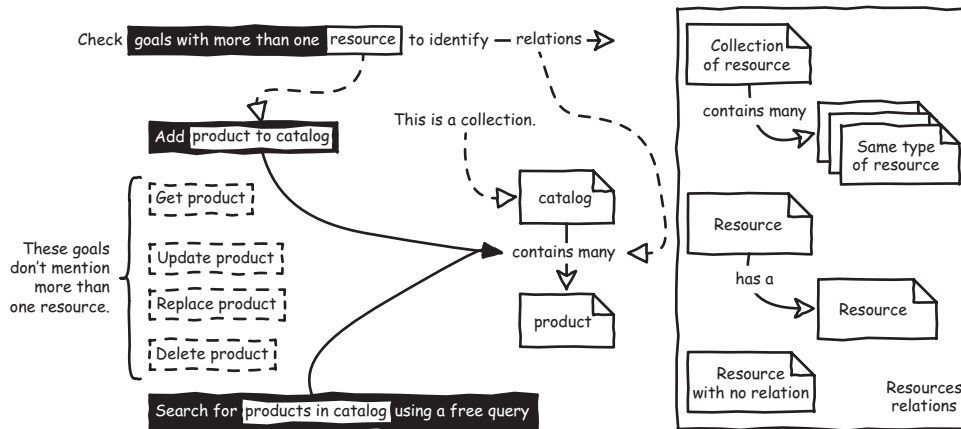 Check goals with more than one resource to identify relations
Add product to catalog
This is a collection.
Get product
Update product
Replace product
Delete product
These goals
don't mention
more than
one resource.
Search for products in catalog using a free query
catalog
contains many
product
Collection
of resource
contains many
Same type
of resource
Resource
has a
Resource
Resource
with no relation
Resources
relations